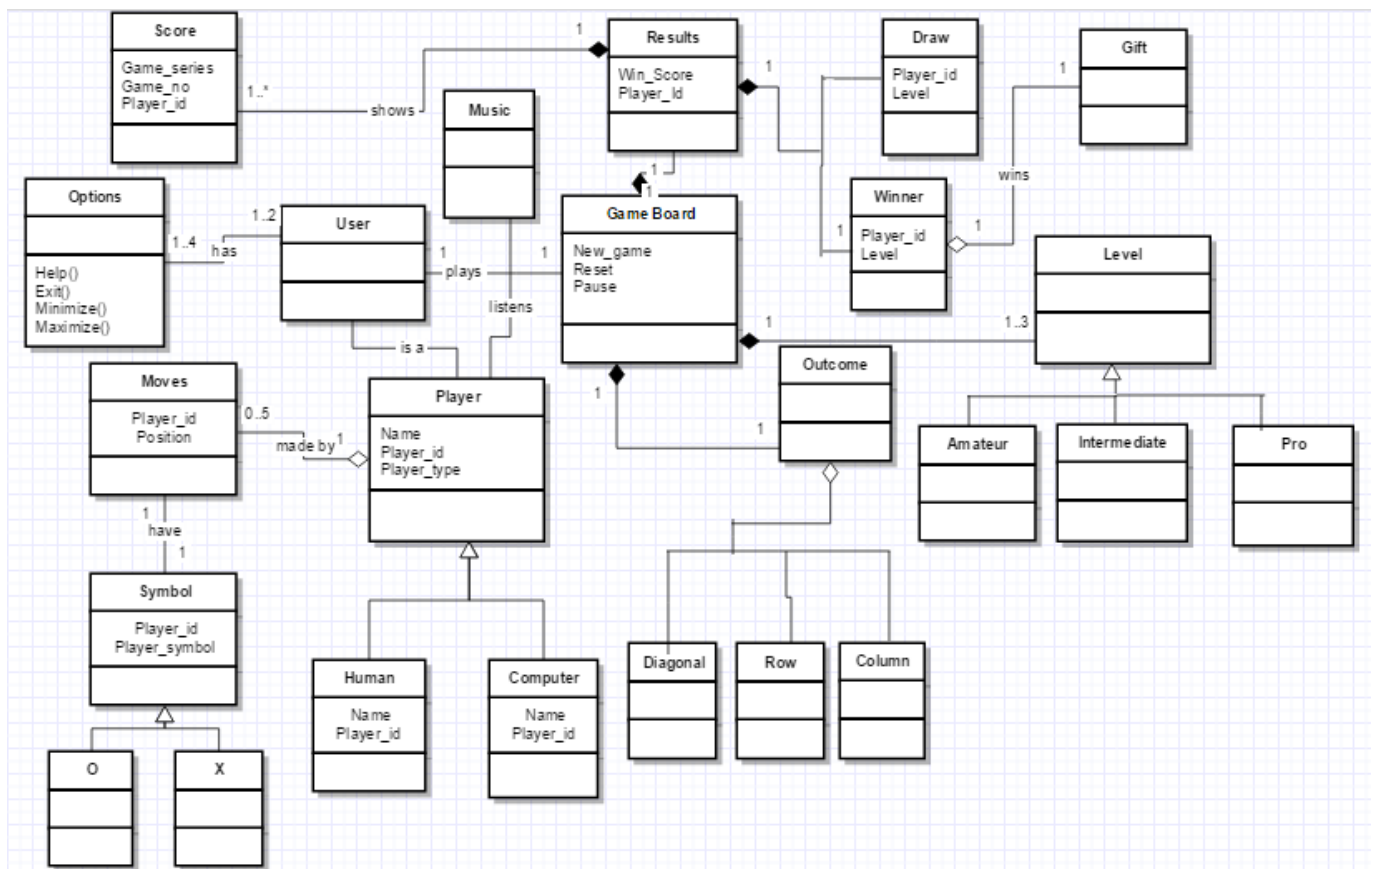 Score
Game_series
Game_no
Player_id
1..*
shows
1
Results
Win_Score
Player_Id
1
Draw
Player_id
Level
Gift
1
wins
Music
1
1
Options
Help()
Exit()
Minimize()
Maximize()
1..4
has
1..2
User
1
plays
1
Game Board
New_game
Reset
Pause
Winner
Player_id
Level
1
1
Level
1
1..3
listens
is a
Moves
Player_id
Position
0..5
made by
1
Player
Name
Player_id
Player_type
1
1
Outcome
Amateur
Intermediate
Pro
1
have
1
Symbol
Player_id
Player_symbol
Human
Name
Player_id
Computer
Name
Player_id
Diagonal
Row
Column
O
X